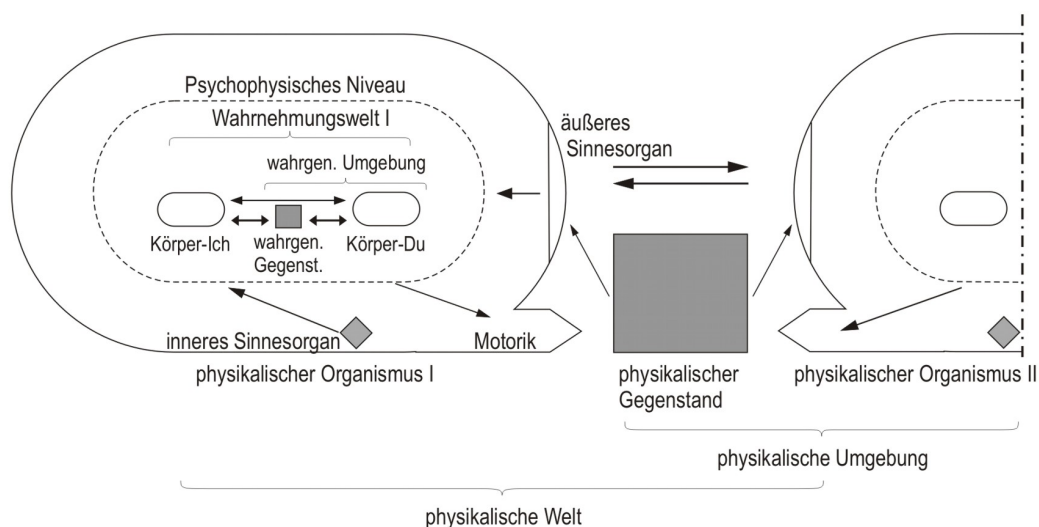 Psychophysisches Niveau
Wahrnehmungswelt I
wahrgen. Umgebung
Körper-Ich
wahrgen.
Gegenst.
Körper-Du
äußeres
Sinnesorgan
inneres Sinnesorgan
Motorik
physikalischer Organismus I
physikalischer
Gegenstand
physikalischer Organismus II
physikalische Umgebung
physikalische Welt